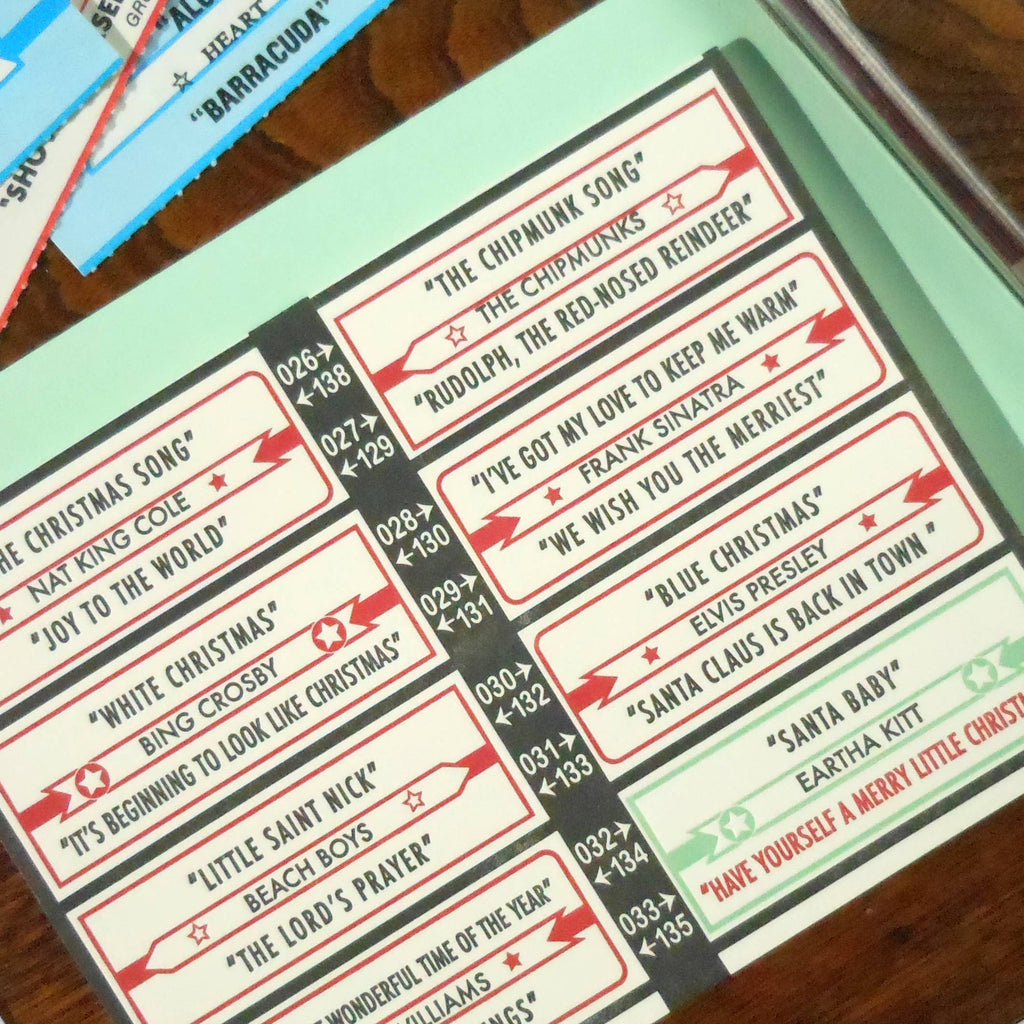 HEART
"BARRACUDA"
"THE CHIPMUNK SONG"
THE CHIPMUNKS
"RUDOLPH, THE RED-NOSED REINDEER"
"I'VE GOT MY LOVE TO KEEP ME WARM"
FRANK SINATRA
"WE WISH YOU THE MERRIEST"
"BLUE CHRISTMAS"
ELVIS PRESLEY
"SANTA CLAUS IS BACK IN TOWN"
"SANTA BABY"
EARTHA KITT
"HAVE YOURSELF A MERRY LITTLE
026→
←138
027→
←129
028→
←130
029→
←131
030→
←132
031→
←133
032→
←134
033→
←135
CHRISTMAS SONG"
NAT KING COLE
"JOY TO THE WORLD"
"WHITE CHRISTMAS"
BING CROSBY
"IT'S BEGINNING TO LOOK LIKE CHRISTMAS"
"LITTLE SAINT NICK"
BEACH BOYS
"THE LORD'S PRAYER"
WONDERFUL TIME OF THE YEAR"